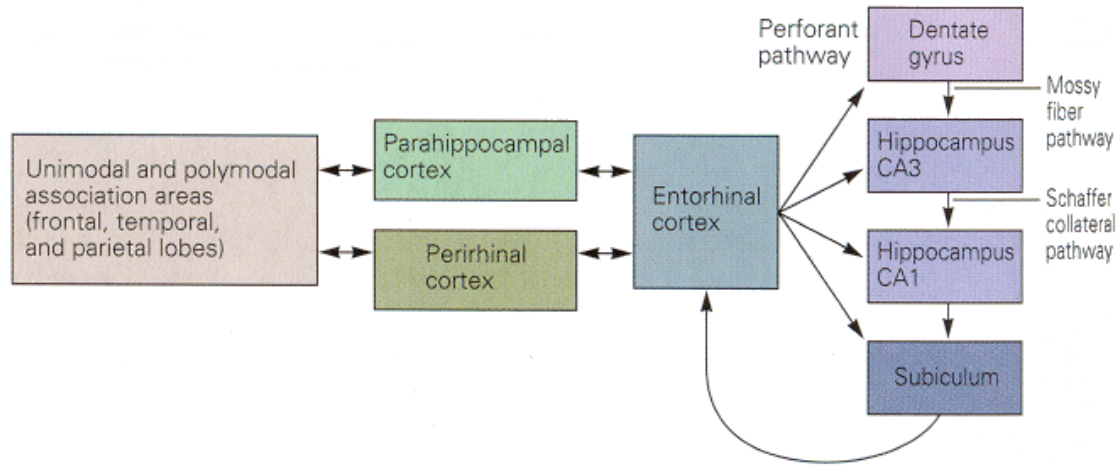 Unimodal and polymodal
association areas
(frontal, temporal,
and parietal lobes)
Parahippocampal
cortex
Perirhinal
cortex
Entorhinal
cortex
Perforant
pathway
Dentate
gyrus
Mossy
fiber
pathway
Hippocampus
CA3
Schaffer
collateral
pathway
Hippocampus
CA1
Subiculum